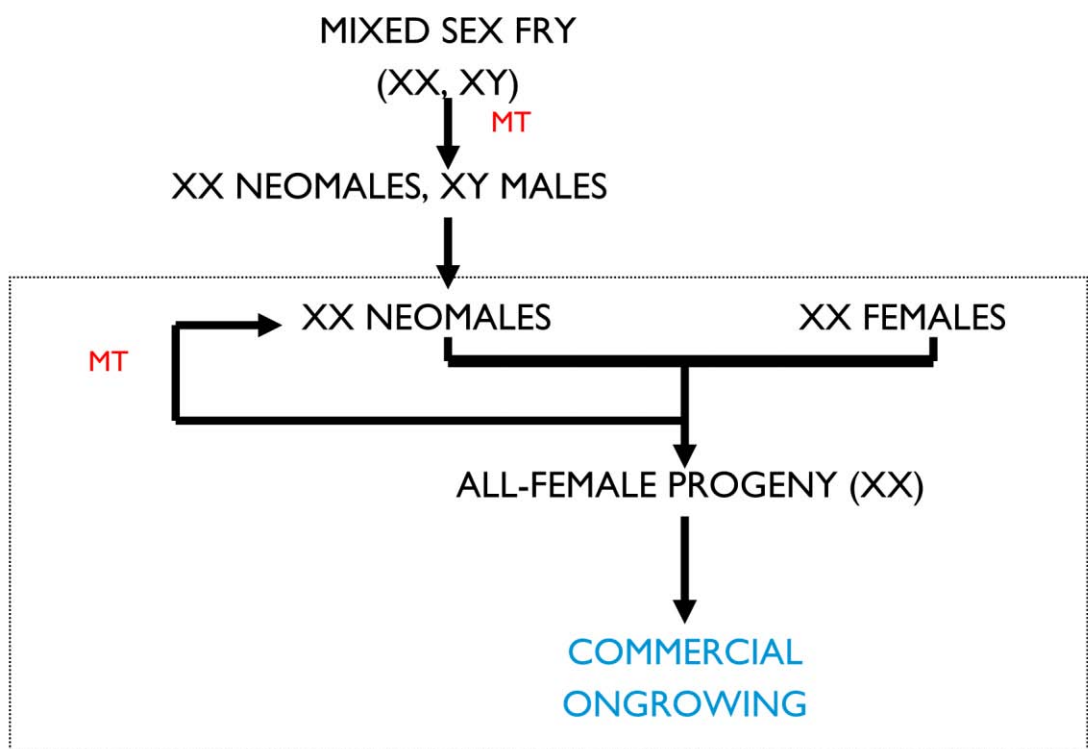 MIXED SEX FRY
(XX, XY)
MT
XX NEOMALES, XY MALES
XX NEOMALES
XX FEMALES
MT
ALL-FEMALE PROGENY (XX)
COMMERCIAL
ONGROWING